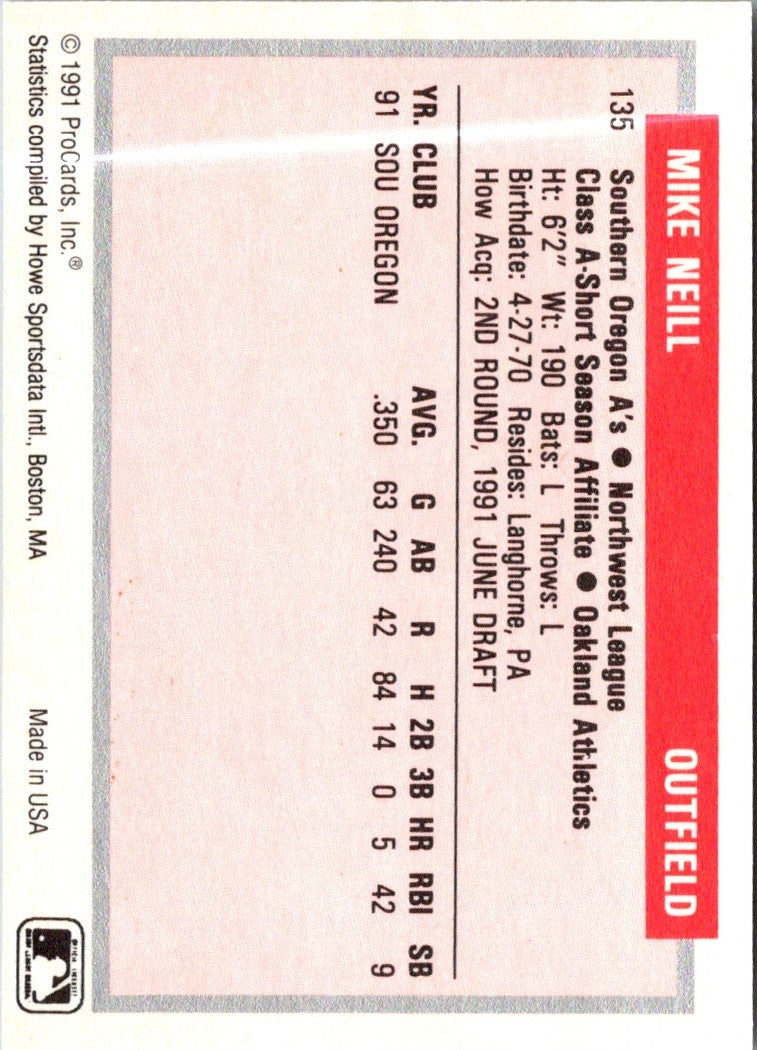 MIKE NEILL OUTFIELD
135 Southern Oregon A's ● Northwest League
Class A-Short Season Affiliate ● Oakland Athletics
Ht: 6'2" Wt: 190 Bats: L Throws: L
Birthdate: 4-27-70 Resides: Langhorne, PA
How Acq: 2ND ROUND, 1991 JUNE DRAFT
YR. CLUB AVG. G AB R H 2B 3B HR RBI SB
91 SOU OREGON .350 63 240 42 84 14 0 5 42 9
© 1991 ProCards, Inc.®
Statistics compiled by Howe Sportsdata Intl., Boston, MA Made in USA